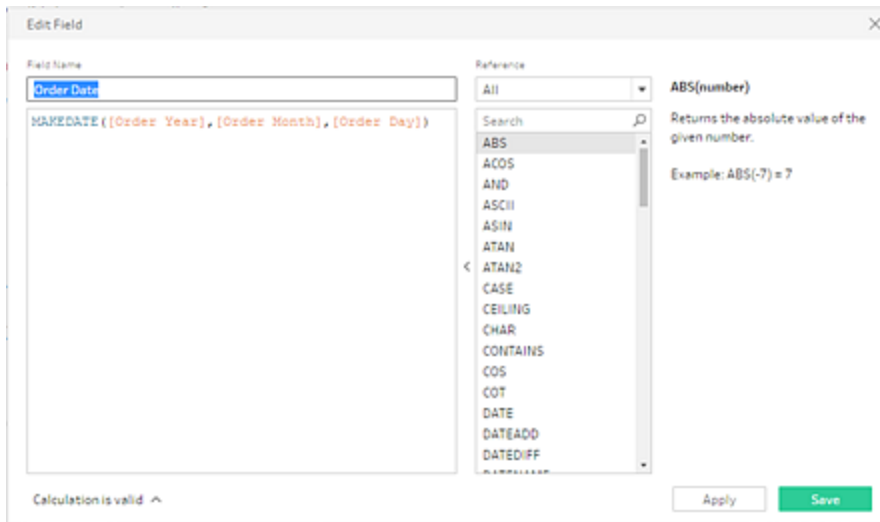 Edit Field
Field Name
Order Date
MAKEDATE([Order Year],[Order Month],[Order Day])
Reference
All
Search
ABS
ACOS
AND
ASCII
ASIN
ATAN
ATAN2
CASE
CEILING
CHAR
CONTAINS
COS
COT
DATE
DATEADD
DATEDIFF
DATENAME
ABS(number)
Returns the absolute value of the
given number.
Example: ABS(-7) = 7
Calculation is valid
Apply
Save